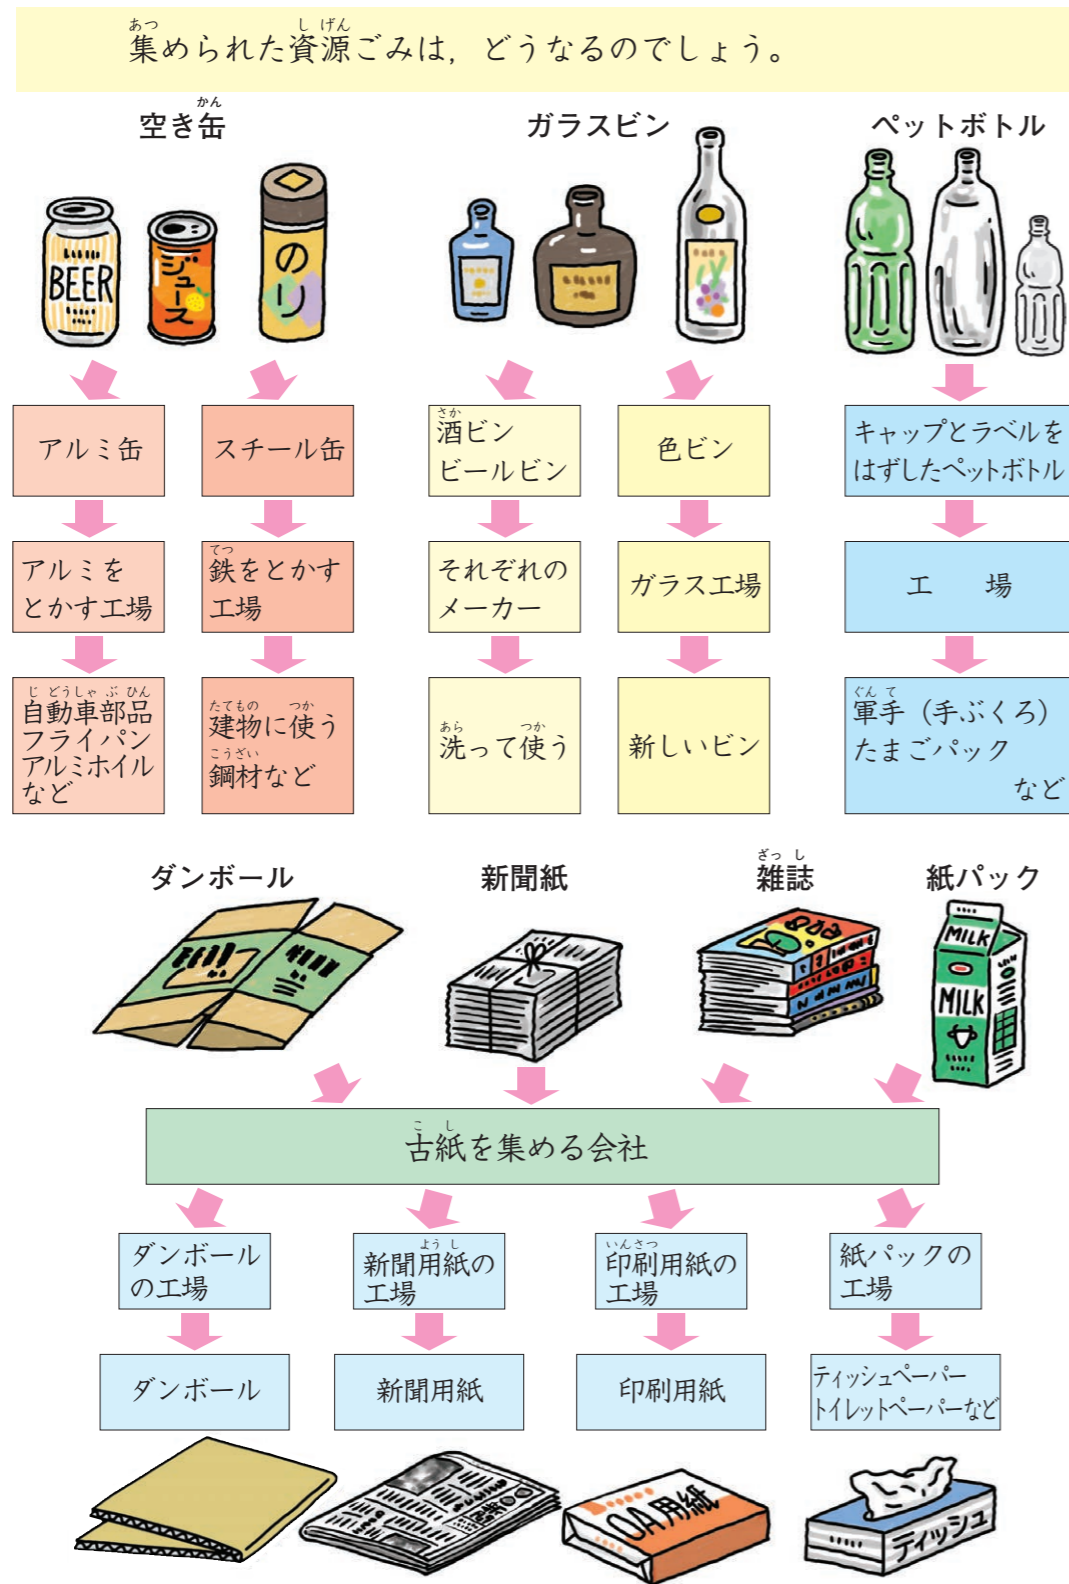 集められた資源ごみは，どうなるのでしょう。
空き缶
ガラスビン
ペットボトル
BEER
ジュース
のり
アルミ缶
スチール缶
酒ビン
ビールビン
色ビン
キャップとラベルを
はずしたペットボトル
アルミを
とかす工場
鉄をとかす
工場
それぞれの
メーカー
ガラス工場
工場
自動車部品
フライパン
アルミホイル
など
建物に使う
鋼材など
洗って使う
新しいビン
軍手（手ぶくろ）
たまごパック
など
ダンボール
新聞紙
雑誌
紙パック
MILK
MILK
古紙を集める会社
ダンボール
の工場
新聞用紙の
工場
印刷用紙の
工場
紙パックの
工場
ダンボール
新聞用紙
印刷用紙
ティッシュペーパー
トイレットペーパーなど
OA用紙
ティッシュ